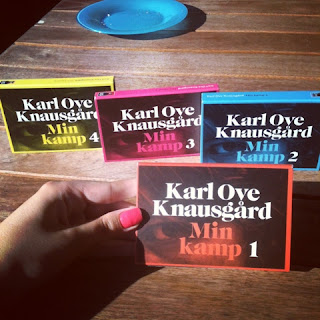 Karl Ove
Knausgård
Min
kamp 4
Karl Ove
Knausgård
Min
kamp 3
Karl Ove
Knausgård
Min
kamp 2
Karl Ove
Knausgård
Min
kamp 1